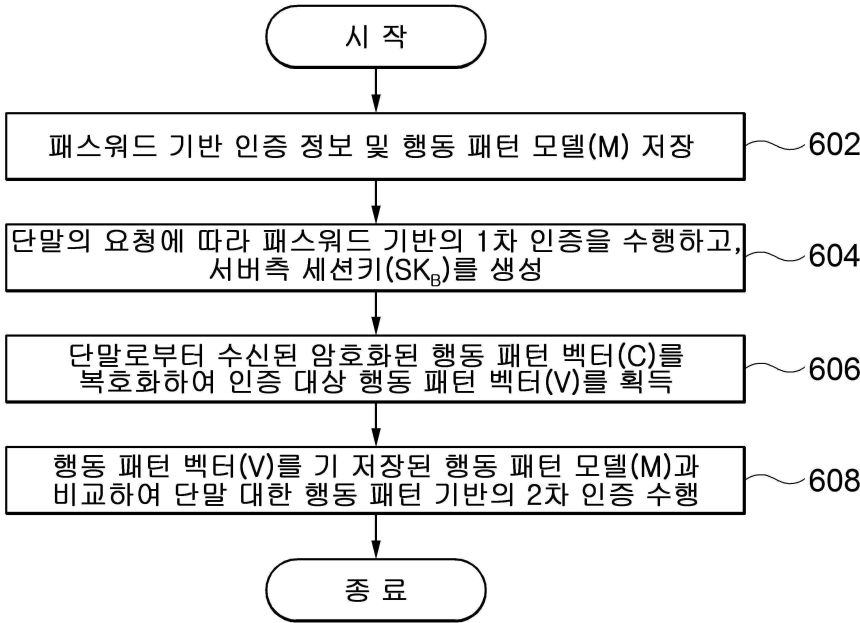 시 작
패스워드 기반 인증 정보 및 행동 패턴 모델(M) 저장
602
단말의 요청에 따라 패스워드 기반의 1차 인증을 수행하고,
서버측 세션키(SKB)를 생성
604
단말로부터 수신된 암호화된 행동 패턴 벡터(C)를
복호화하여 인증 대상 행동 패턴 벡터(V)를 획득
606
행동 패턴 벡터(V)를 기 저장된 행동 패턴 모델(M)과
비교하여 단말 대한 행동 패턴 기반의 2차 인증 수행
608
종 료